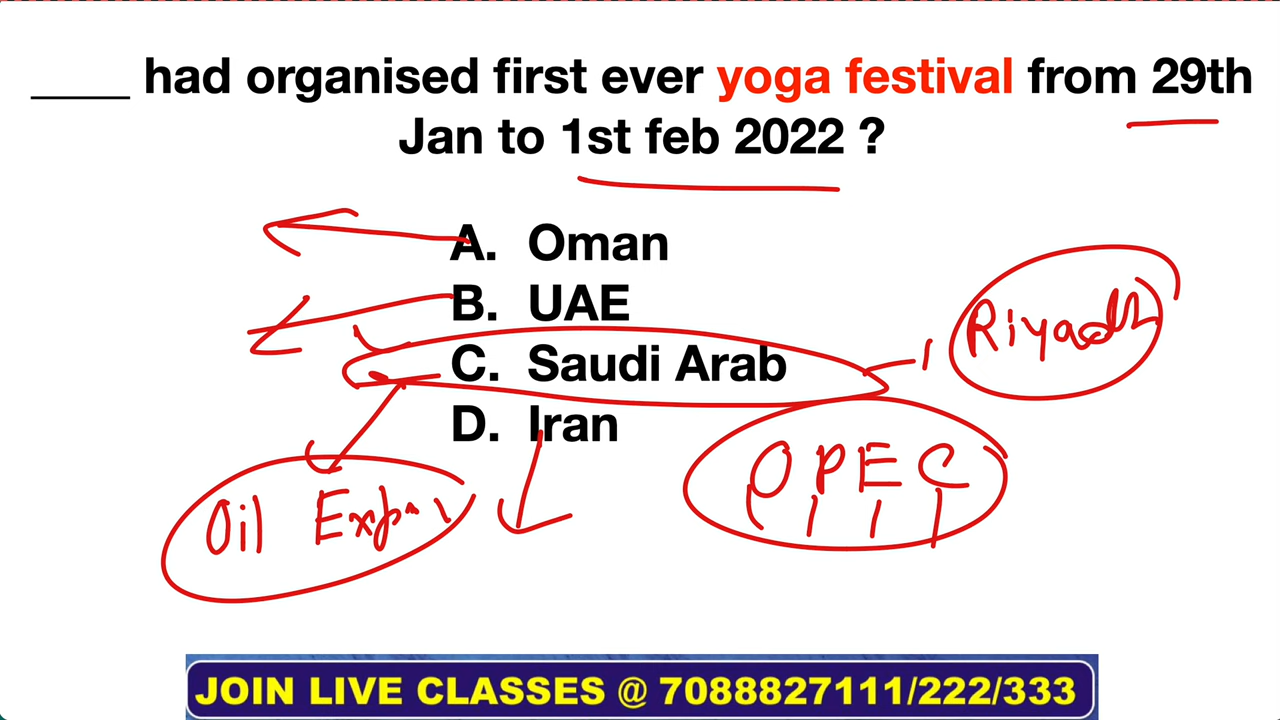 ____ had organised first ever yoga festival from 29th
Jan to 1st feb 2022 ?
A. Oman
B. UAE
C. Saudi Arab
D. Iran
Riyadh
OPEC
Oil
JOIN LIVE CLASSES @ 7088827111/222/333